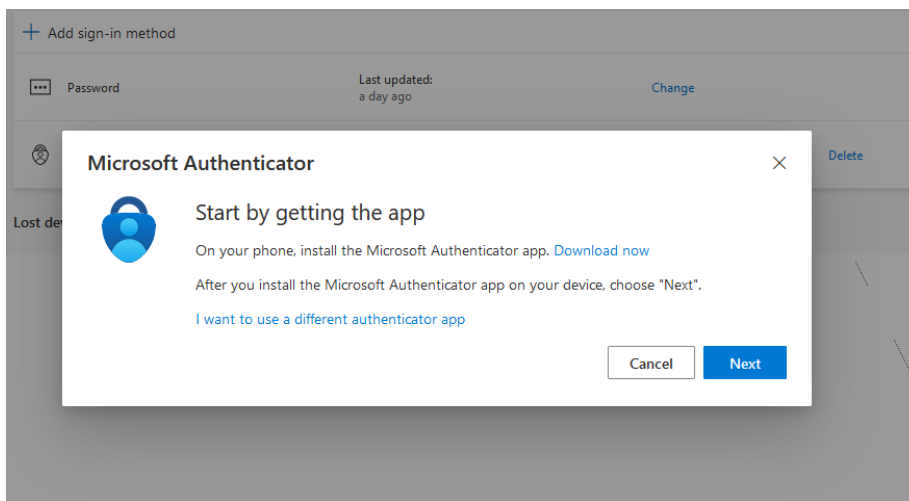 Add sign-in method
Password
Last updated:
a day ago
Change
Delete
Lost de
Microsoft Authenticator
Start by getting the app
On your phone, install the Microsoft Authenticator app. Download now
After you install the Microsoft Authenticator app on your device, choose "Next".
I want to use a different authenticator app
Cancel
Next